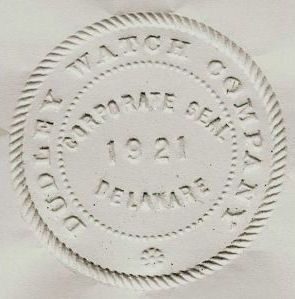 DUDLEY WATCH COMPANY
CORPORATE SEAL
1921
DELAWARE